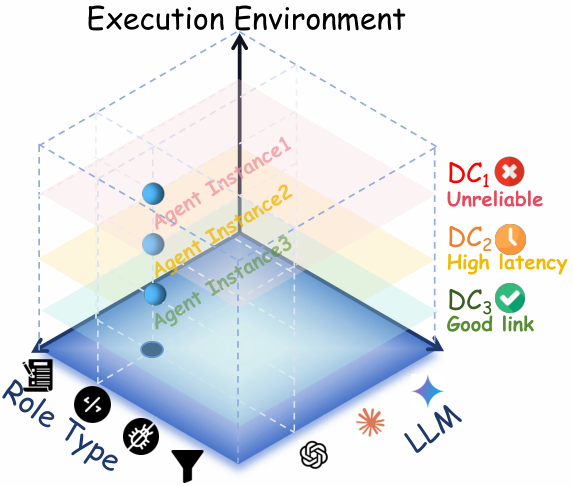 Execution Environment
Agent Instance1
Agent Instance2
Agent Instance3
DC1
Unreliable
DC2
High latency
DC3
Good link
Role Type
LLM